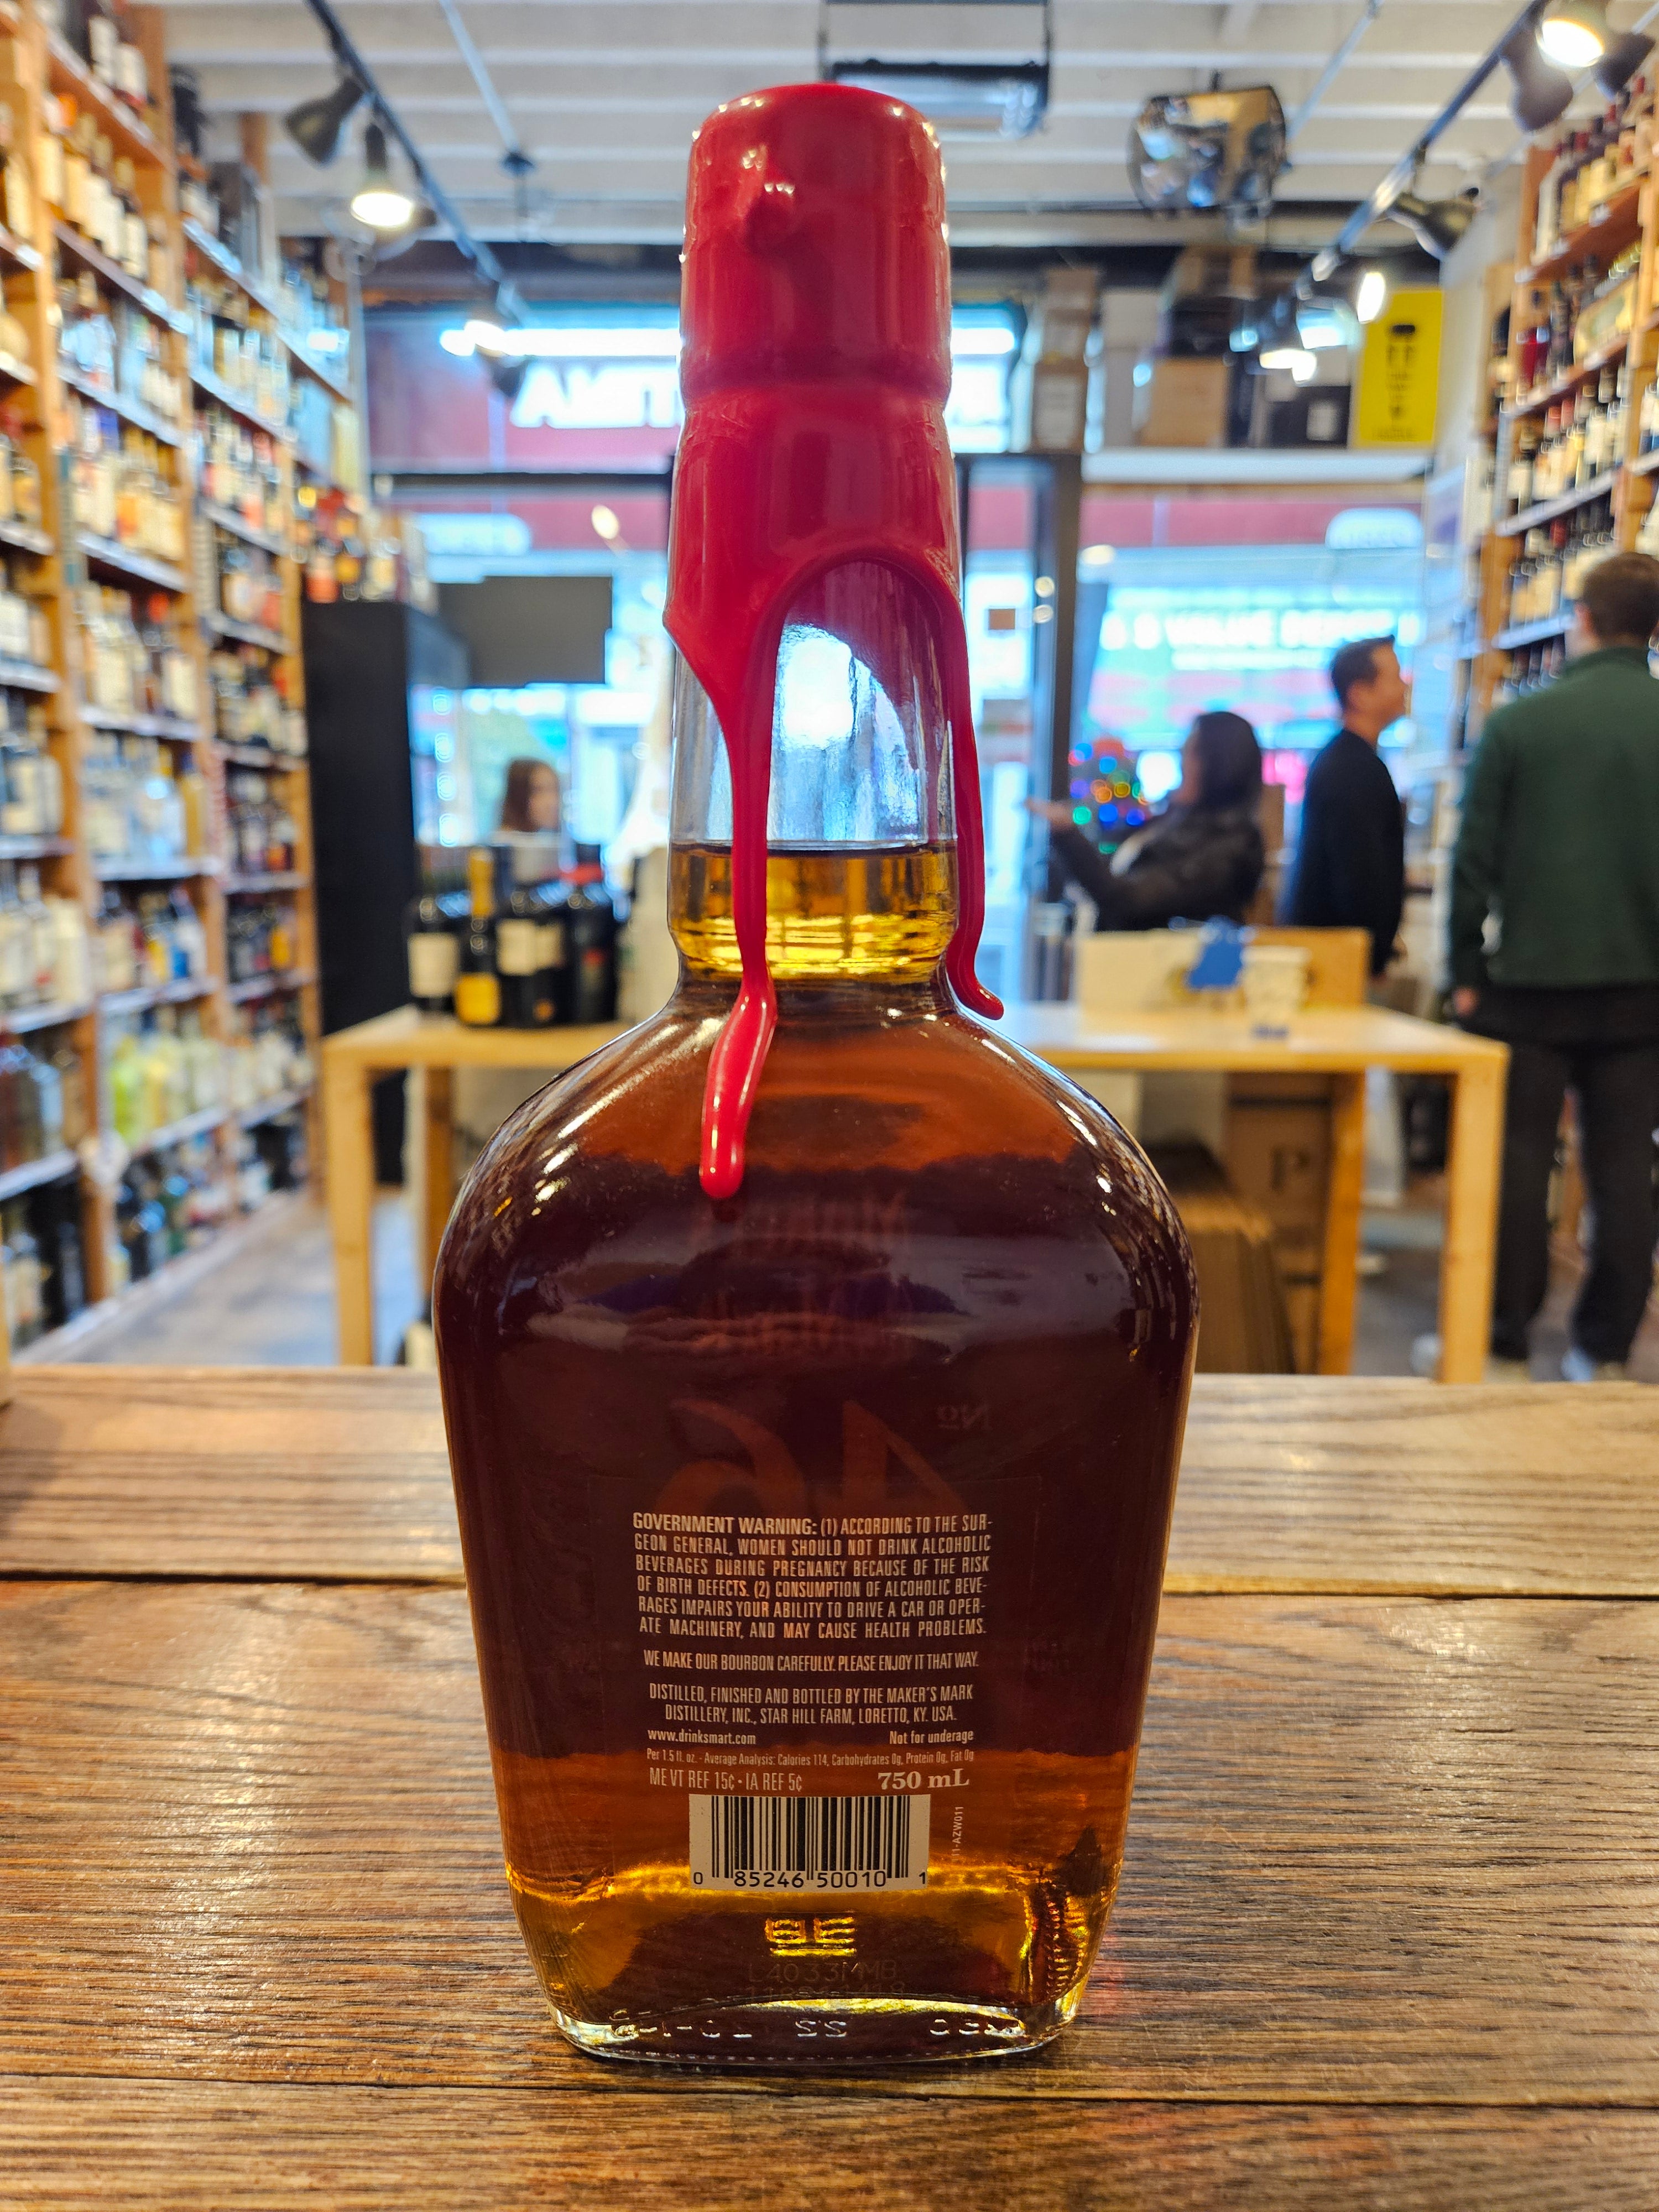 Nº
46
GOVERNMENT WARNING: (1) ACCORDING TO THE SUR-
GEON GENERAL, WOMEN SHOULD NOT DRINK ALCOHOLIC
BEVERAGES DURING PREGNANCY BECAUSE OF THE RISK
OF BIRTH DEFECTS. (2) CONSUMPTION OF ALCOHOLIC BEVE-
RAGES IMPAIRS YOUR ABILITY TO DRIVE A CAR OR OPER-
ATE MACHINERY, AND MAY CAUSE HEALTH PROBLEMS.
WE MAKE OUR BOURBON CAREFULLY. PLEASE ENJOY IT THAT WAY.
DISTILLED, FINISHED AND BOTTLED BY THE MAKER'S MARK
DISTILLERY, INC., STAR HILL FARM, LORETTO, KY. USA.
www.drinksmart.com Not for underage
Per 1.5 fl. oz. - Average Analysis: Calories 114, Carbohydrates 0g, Protein 0g, Fat 0g
ME VT REF 15¢ • IA REF 5¢ 750 mL
0 85246 50010 1